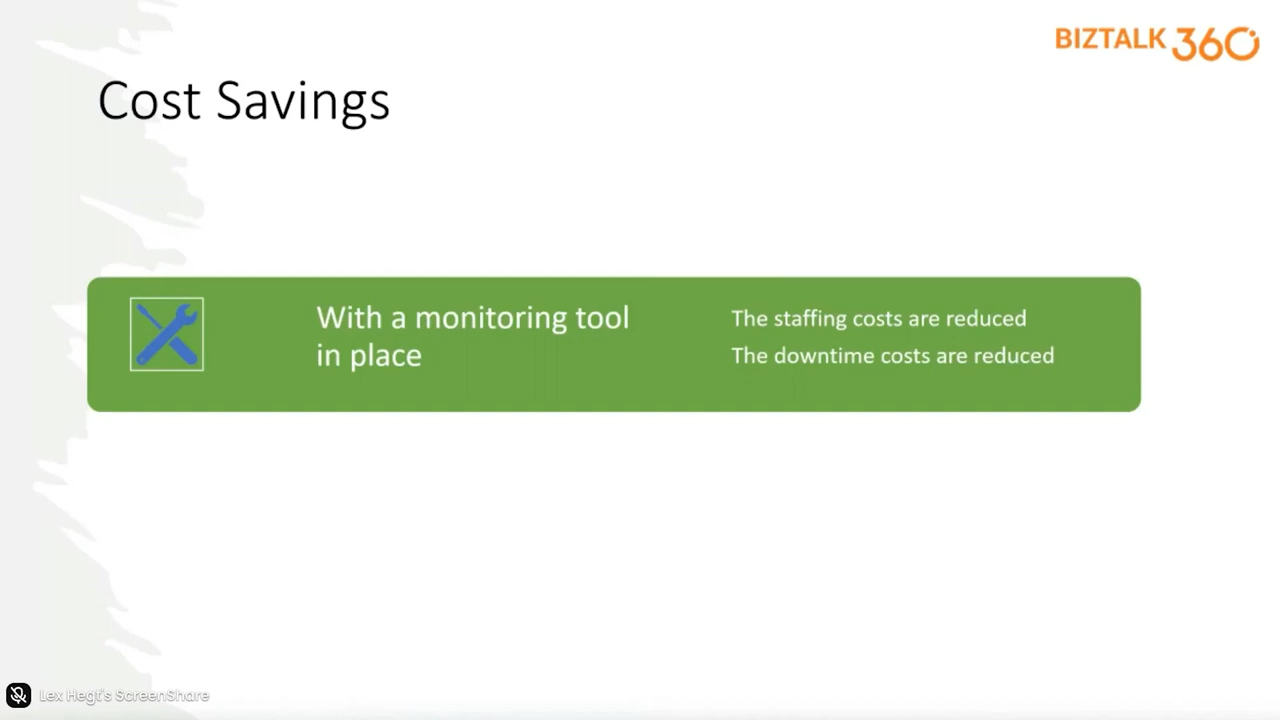 BIZTALK 360
Cost Savings
With a monitoring tool
in place
The staffing costs are reduced
The downtime costs are reduced
Lex Hegt's ScreenShare